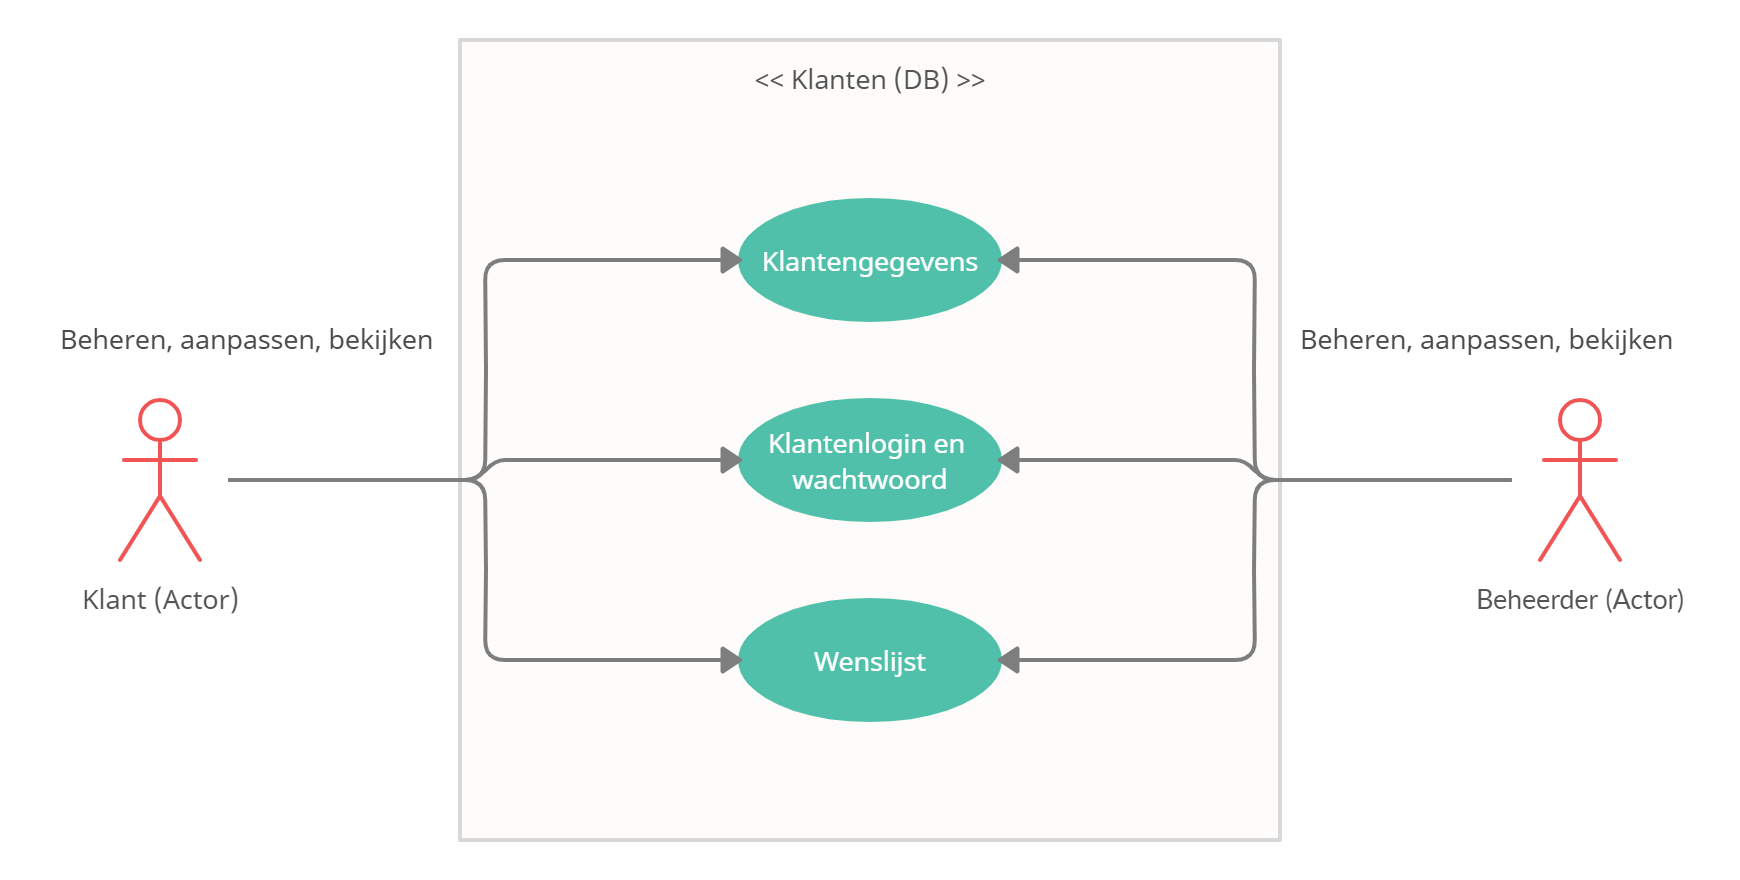 << Klanten (DB) >>
Klantengegevens
Beheren, aanpassen, bekijken
Beheren, aanpassen, bekijken
Klantenlogin en
wachtwoord
Klant (Actor)
Beheerder (Actor)
Wenslijst